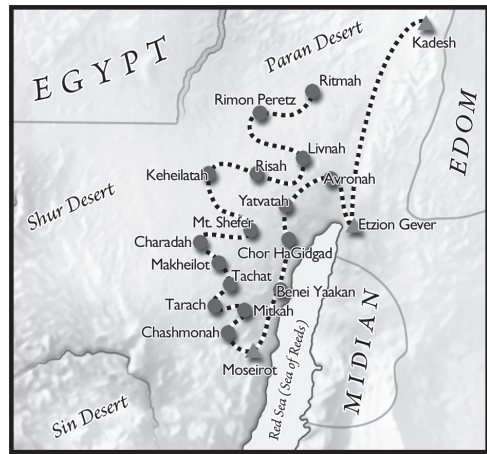 EGYPT
Paran Desert
Kadesh
Ritmah
Rimon Peretz
EDOM
Livnah
Keheilatah
Risah
Avronah
Shur Desert
Yatvatah
Mt. Shefer
Etzion Gever
Charadah
Chor HaGidgad
Makheilot
Tachat
Benei Yaakan
Tarach
Mitkah
MIDIAN
Chashmonah
Moseirot
Red Sea (Sea of Reeds)
Sin Desert